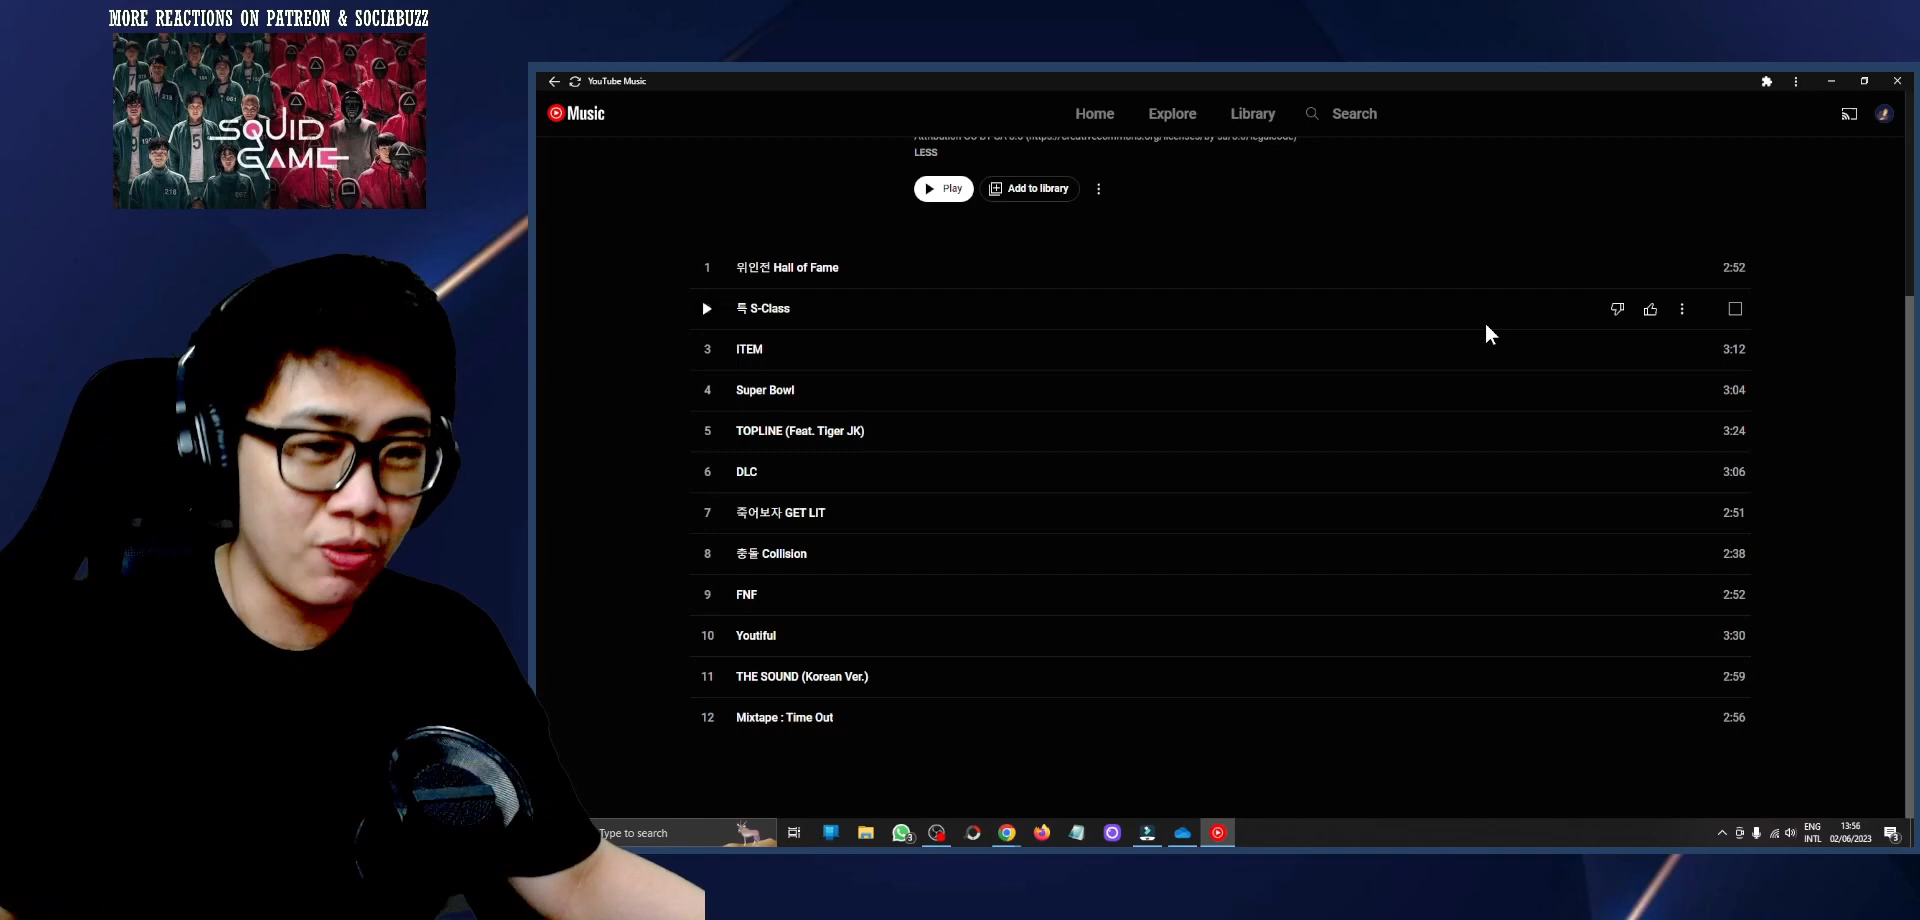 MORE REACTIONS ON PATREON & SOCIABUZZ
SQUID
GAME
YouTube Music
Music
Home
Explore
Library
Search
LESS
Play
Add to library
1 위인전 Hall of Fame 2:52
특 S-Class
3 ITEM 3:12
4 Super Bowl 3:04
5 TOPLINE (Feat. Tiger JK) 3:24
6 DLC 3:06
7 죽어보자 GET LIT 2:51
8 충돌 Collision 2:38
9 FNF 2:52
10 Youtiful 3:30
11 THE SOUND (Korean Ver.) 2:59
12 Mixtape : Time Out 2:56
Type to search
ENG
INTL
13:56
02/06/2023